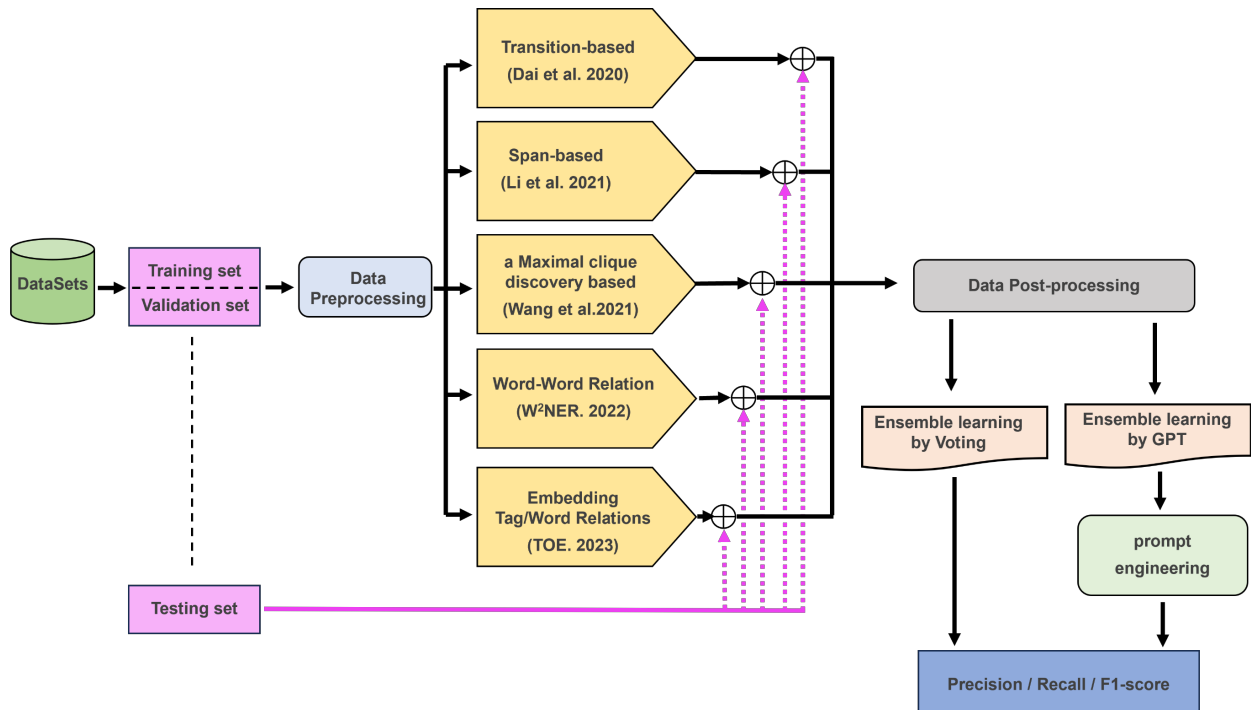 DataSets
Training set
Validation set
Testing set
Data
Preprocessing
Transition-based
(Dai et al. 2020)
Span-based
(Li et al. 2021)
a Maximal clique
discovery based
(Wang et al.2021)
Word-Word Relation
(W²NER. 2022)
Embedding
Tag/Word Relations
(TOE. 2023)
Data Post-processing
Ensemble learning
by Voting
Ensemble learning
by GPT
prompt
engineering
Precision / Recall / F1-score